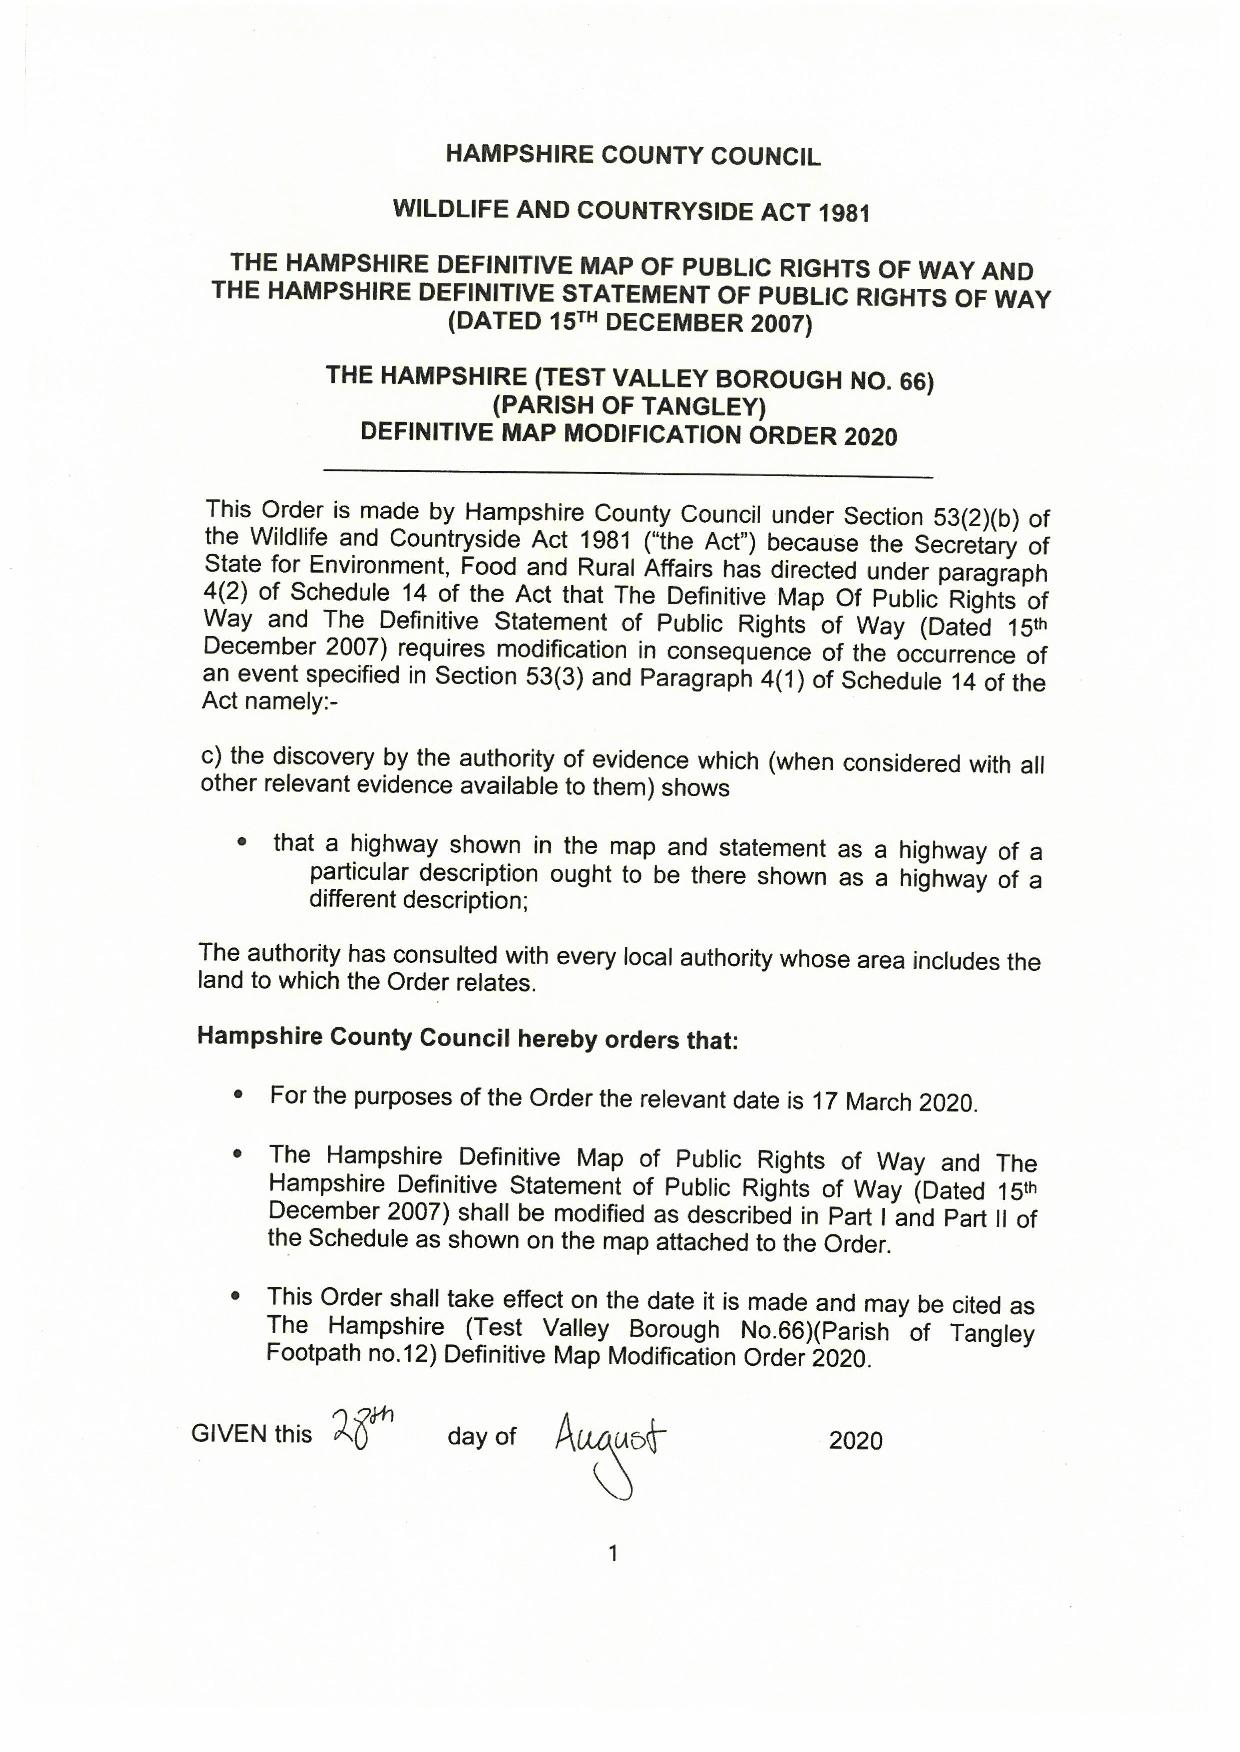 HAMPSHIRE COUNTY COUNCIL
WILDLIFE AND COUNTRYSIDE ACT 1981
THE HAMPSHIRE DEFINITIVE MAP OF PUBLIC RIGHTS OF WAY AND
THE HAMPSHIRE DEFINITIVE STATEMENT OF PUBLIC RIGHTS OF WAY
(DATED 15TH DECEMBER 2007)
THE HAMPSHIRE (TEST VALLEY BOROUGH NO. 66)
(PARISH OF TANGLEY)
DEFINITIVE MAP MODIFICATION ORDER 2020
This Order is made by Hampshire County Council under Section 53(2)(b) of
the Wildlife and Countryside Act 1981 (“the Act”) because the Secretary of
State for Environment, Food and Rural Affairs has directed under paragraph
4(2) of Schedule 14 of the Act that The Definitive Map Of Public Rights of
Way and The Definitive Statement of Public Rights of Way (Dated 15th
December 2007) requires modification in consequence of the occurrence of
an event specified in Section 53(3) and Paragraph 4(1) of Schedule 14 of the
Act namely:-
c) the discovery by the authority of evidence which (when considered with all
other relevant evidence available to them) shows
• that a highway shown in the map and statement as a highway of a
particular description ought to be there shown as a highway of a
different description;
The authority has consulted with every local authority whose area includes the
land to which the Order relates.
Hampshire County Council hereby orders that:
• For the purposes of the Order the relevant date is 17 March 2020.
• The Hampshire Definitive Map of Public Rights of Way and The
Hampshire Definitive Statement of Public Rights of Way (Dated 15th
December 2007) shall be modified as described in Part I and Part II of
the Schedule as shown on the map attached to the Order.
• This Order shall take effect on the date it is made and may be cited as
The Hampshire (Test Valley Borough No.66)(Parish of Tangley
Footpath no.12) Definitive Map Modification Order 2020.
GIVEN this 28th day of August 2020
1